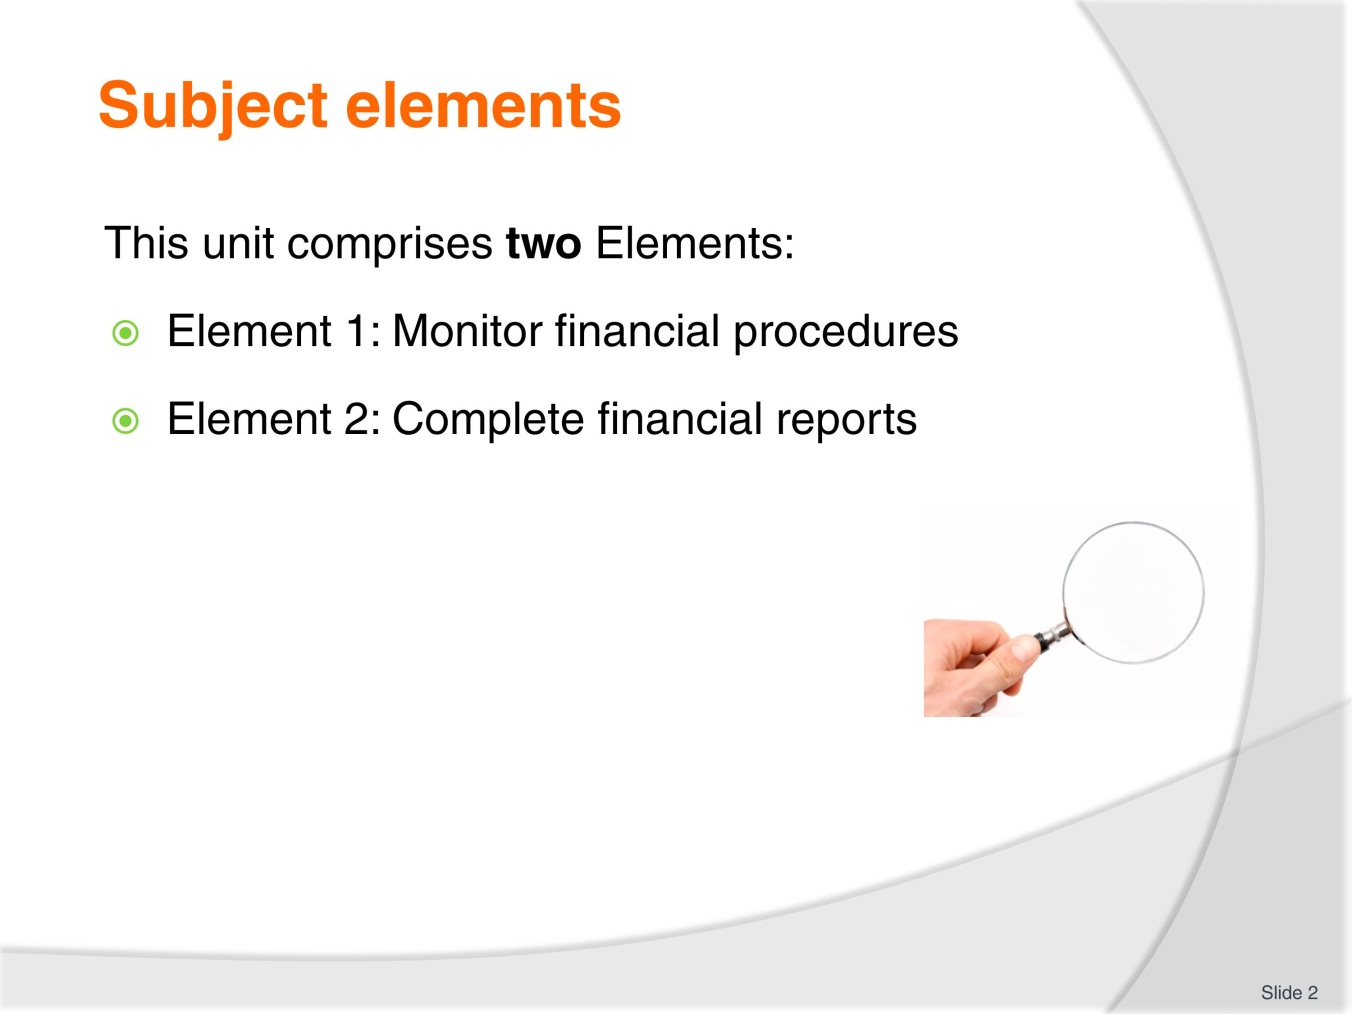 Subject elements
This unit comprises two Elements:
Element 1: Monitor financial procedures
Element 2: Complete financial reports
Slide 2